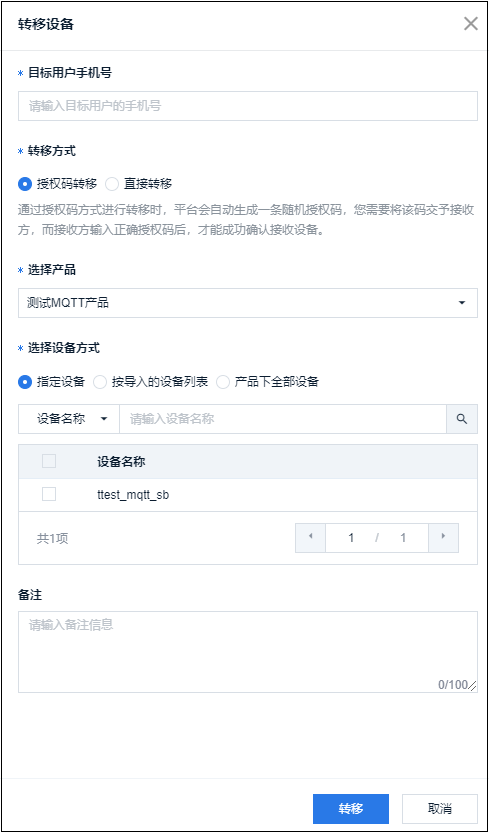 转移设备
* 目标用户手机号
请输入目标用户的手机号
* 转移方式
授权码转移 直接转移
通过授权码方式进行转移时，平台会自动生成一条随机授权码，您需要将该码交予接收
方，而接收方输入正确授权码后，才能成功确认接收设备。
* 选择产品
测试MQTT产品
* 选择设备方式
指定设备 按导入的设备列表 产品下全部设备
设备名称 请输入设备名称
设备名称
ttest_mqtt_sb
共1项 1 / 1
备注
请输入备注信息
0/100
转移 取消